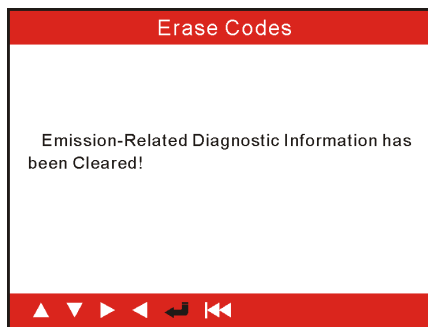 Erase Codes
Emission-Related Diagnostic Information has
been Cleared!